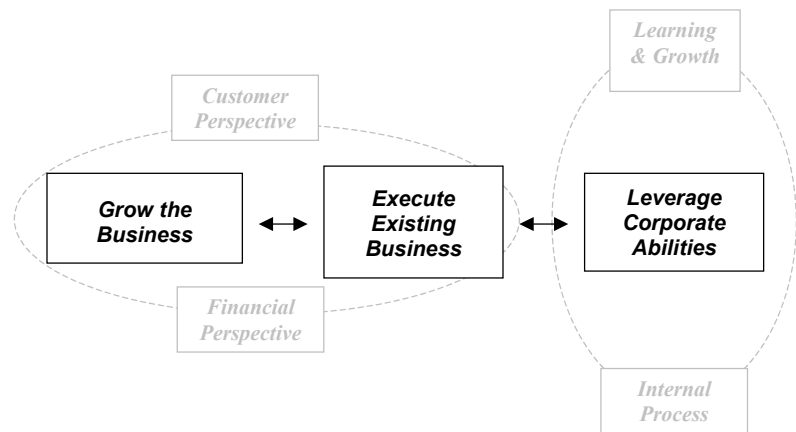 Learning
& Growth
Customer
Perspective
Grow the
Business
Execute
Existing
Business
Leverage
Corporate
Abilities
Financial
Perspective
Internal
Process